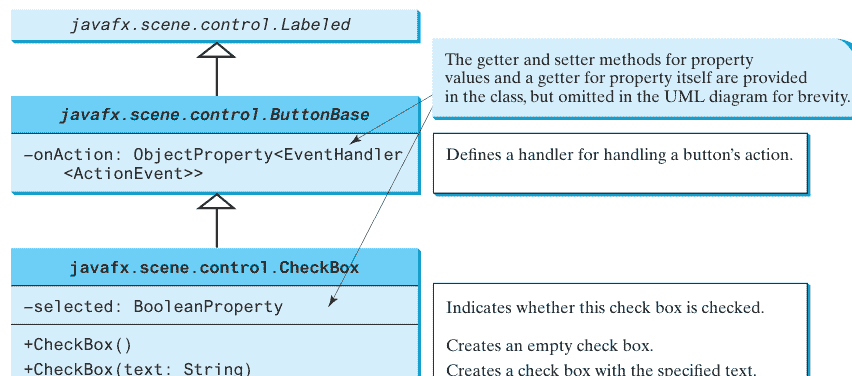 javafx.scene.control.Labeled
The getter and setter methods for property
values and a getter for property itself are provided
in the class, but omitted in the UML diagram for brevity.
javafx.scene.control.ButtonBase
–onAction: ObjectProperty<EventHandler
<ActionEvent>>
Defines a handler for handling a button’s action.
javafx.scene.control.CheckBox
–selected: BooleanProperty
Indicates whether this check box is checked.
+CheckBox()
Creates an empty check box.
+CheckBox(text: String)
Creates a check box with the specified text.